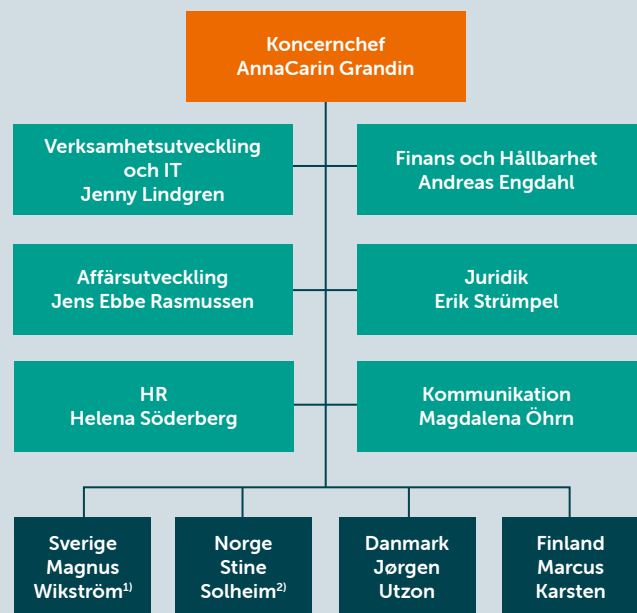 Koncernchef
AnnaCarin Grandin
Verksamhetsutveckling
och IT
Jenny Lindgren
Finans och Hållbarhet
Andreas Engdahl
Affärsutveckling
Jens Ebbe Rasmussen
Juridik
Erik Strümpel
HR
Helena Söderberg
Kommunikation
Magdalena Öhrn
Sverige
Magnus
Wikström¹⁾
Norge
Stine
Solheim²⁾
Danmark
Jørgen
Utzon
Finland
Marcus
Karsten